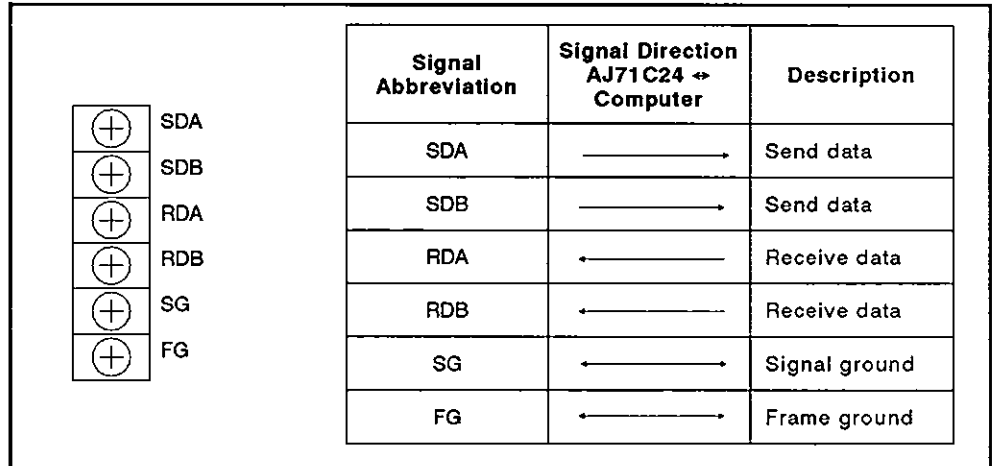 SDA
SDB
RDA
RDB
SG
FG
Signal Abbreviation
Signal Direction AJ71C24 ↔ Computer
Description
SDA
Send data
SDB
Send data
RDA
Receive data
RDB
Receive data
SG
Signal ground
FG
Frame ground